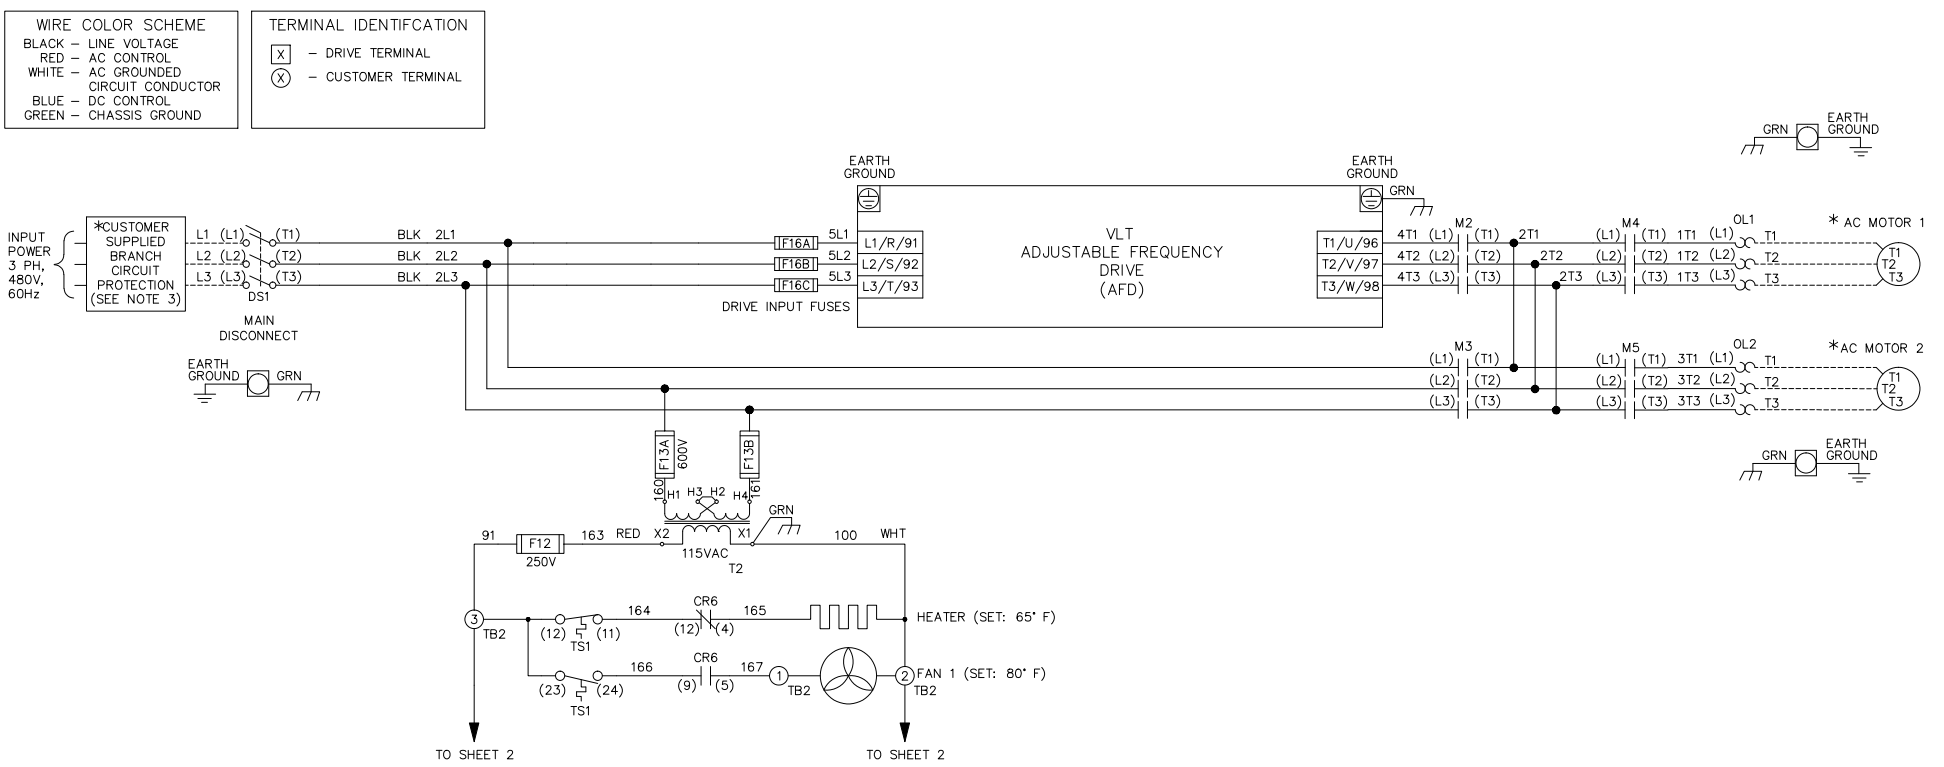 WIRE COLOR SCHEME
BLACK – LINE VOLTAGE
RED – AC CONTROL
WHITE – AC GROUNDED
CIRCUIT CONDUCTOR
BLUE – DC CONTROL
GREEN – CHASSIS GROUND
TERMINAL IDENTIFCATION
X – DRIVE TERMINAL
X – CUSTOMER TERMINAL
GRN
EARTH
GROUND
INPUT
POWER
3 PH,
480V,
60Hz
*CUSTOMER
SUPPLIED
BRANCH
CIRCUIT
PROTECTION
(SEE NOTE 3)
L1 (L1) (T1) BLK 2L1
L2 (L2) (T2) BLK 2L2
L3 (L3) (T3) BLK 2L3
DS1
MAIN
DISCONNECT
EARTH
GROUND
GRN
F16A 5L1
F16B 5L2
F16C 5L3
DRIVE INPUT FUSES
EARTH
GROUND
L1/R/91
L2/S/92
L3/T/93
VLT
ADJUSTABLE FREQUENCY
DRIVE
(AFD)
EARTH
GROUND
GRN
T1/U/96
T2/V/97
T3/W/98
M2
4T1 (L1) (T1) 2T1
4T2 (L2) (T2) 2T2
4T3 (L3) (T3) 2T3
M4
OL1
(L1) (T1) 1T1 (L1) T1
(L2) (T2) 1T2 (L2) T2
(L3) (T3) 1T3 (L3) T3
* AC MOTOR 1
T1
T2
T3
M3
(L1) (T1)
(L2) (T2)
(L3) (T3)
M5
OL2
(L1) (T1) 3T1 (L1) T1
(L2) (T2) 3T2 (L2) T2
(L3) (T3) 3T3 (L3) T3
* AC MOTOR 2
T1
T2
T3
GRN
EARTH
GROUND
F13A
600V
F13B
160
161
H1 H3 H2 H4
GRN
91
F12
250V
163 RED X2
X1
115VAC
T2
100 WHT
3
TB2
(12) (11)
TS1
164
CR6
(12) (4)
165
HEATER (SET: 65° F)
(23) (24)
TS1
166
CR6
(9) (5)
167
1
TB2
2
TB2
FAN 1 (SET: 80° F)
TO SHEET 2
TO SHEET 2